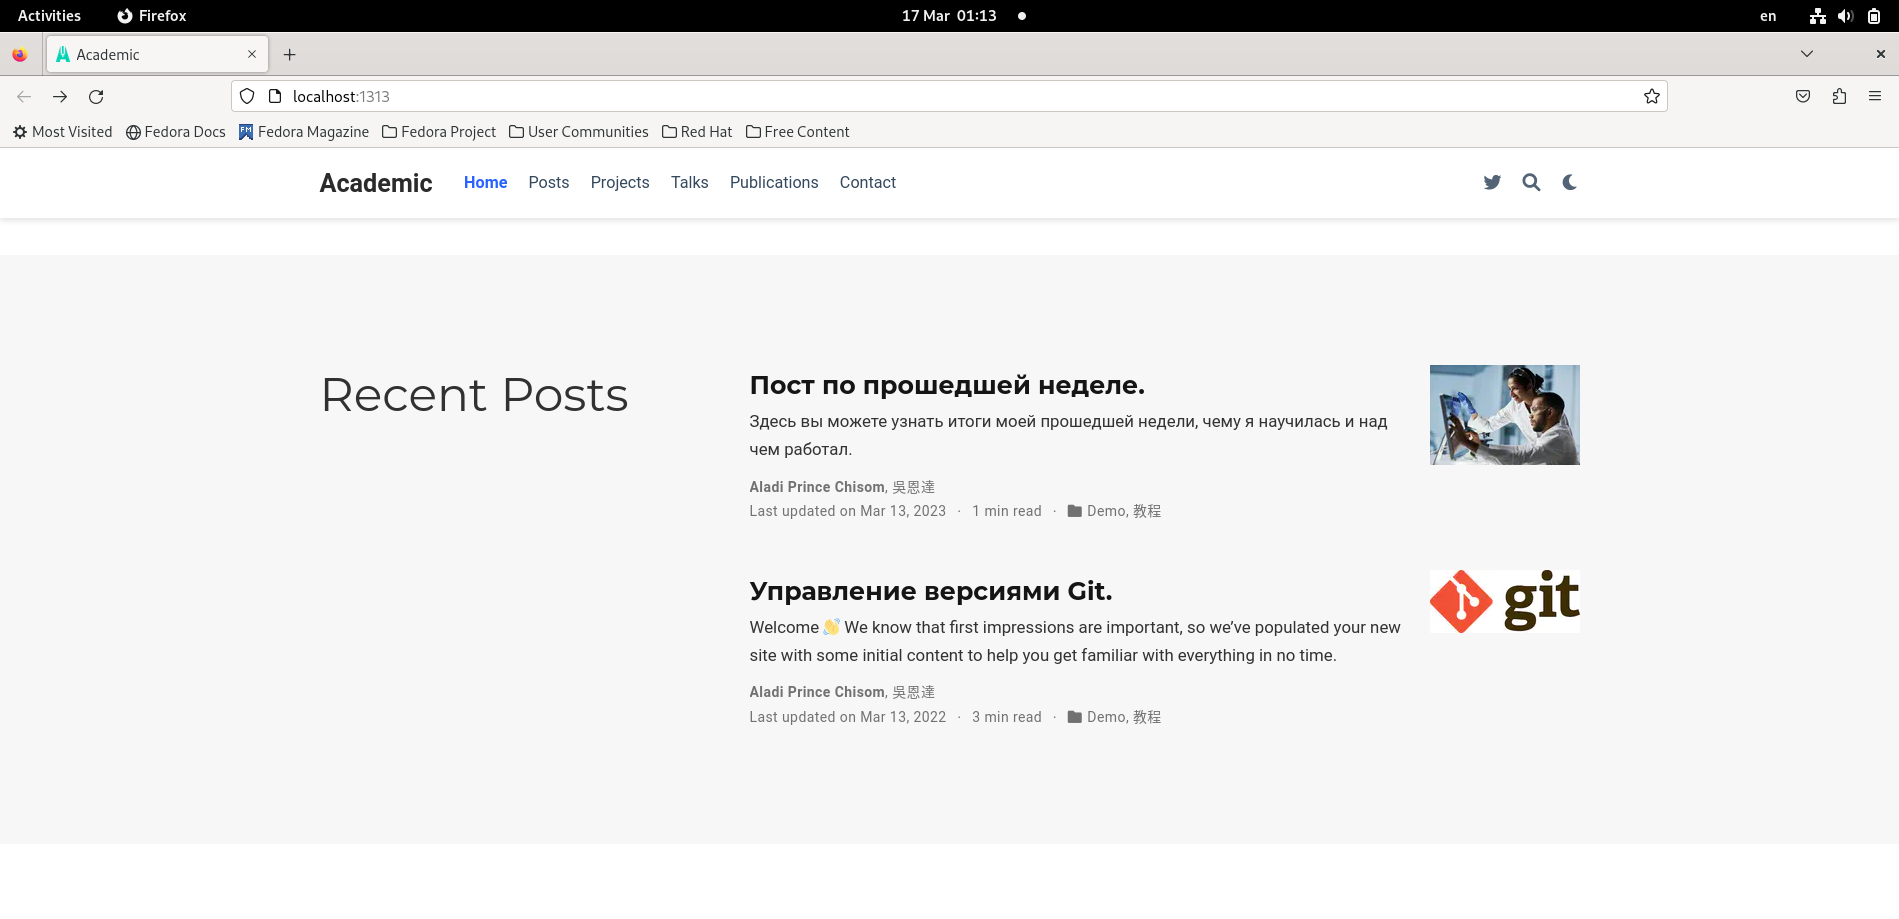 Activities Firefox 17 Mar 01:13 en
Academic
localhost:1313
Most Visited Fedora Docs Fedora Magazine Fedora Project User Communities Red Hat Free Content
Academic Home Posts Projects Talks Publications Contact
Recent Posts
Пост по прошедшей неделе.
Здесь вы можете узнать итоги моей прошедшей недели, чему я научилась и над
чем работал.
Aladi Prince Chisom, 吳恩達
Last updated on Mar 13, 2023 · 1 min read · Demo, 教程
Управление версиями Git.
git
Welcome 👋 We know that first impressions are important, so we’ve populated your new
site with some initial content to help you get familiar with everything in no time.
Aladi Prince Chisom, 吳恩達
Last updated on Mar 13, 2022 · 3 min read · Demo, 教程